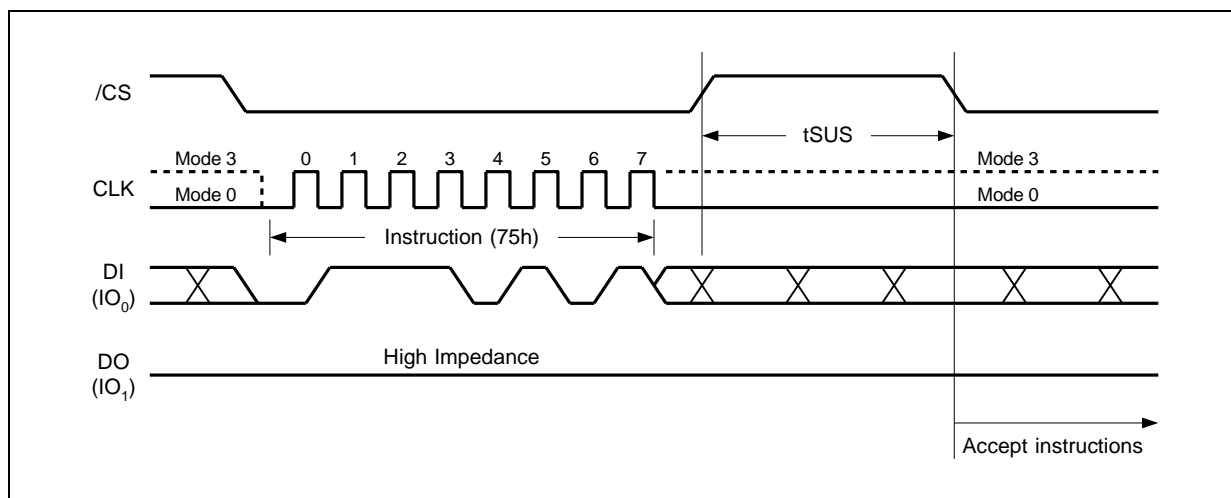 /CS
tSUS
Mode 3 0 1 2 3 4 5 6 7 Mode 3
CLK
Mode 0 Mode 0
Instruction (75h)
DI
(IO0)
High Impedance
DO
(IO1)
Accept instructions